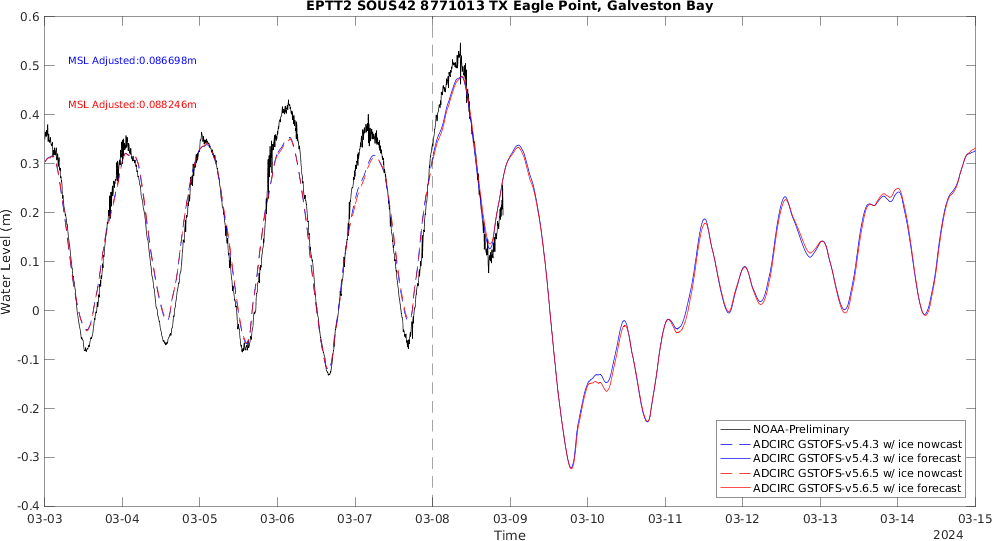 EPTT2 SOUS42 8771013 TX Eagle Point, Galveston Bay
0.6
0.5
0.4
0.3
0.2
0.1
0
-0.1
-0.2
-0.3
-0.4
Water Level (m)
MSL Adjusted:0.086698m
MSL Adjusted:0.088246m
NOAA-Preliminary
ADCIRC GSTOFS-v5.4.3 w/ ice nowcast
ADCIRC GSTOFS-v5.4.3 w/ ice forecast
ADCIRC GSTOFS-v5.6.5 w/ ice nowcast
ADCIRC GSTOFS-v5.6.5 w/ ice forecast
03-03 03-04 03-05 03-06 03-07 03-08 03-09 03-10 03-11 03-12 03-13 03-14 03-15
Time
2024